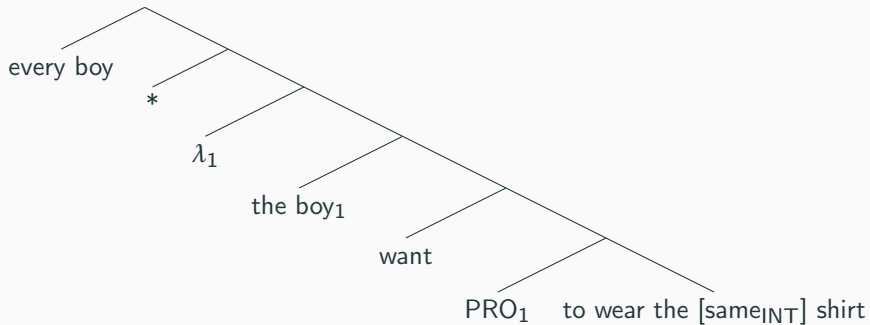 every boy
*
λ1
the boy1
want
PRO1 to wear the [sameINT] shirt